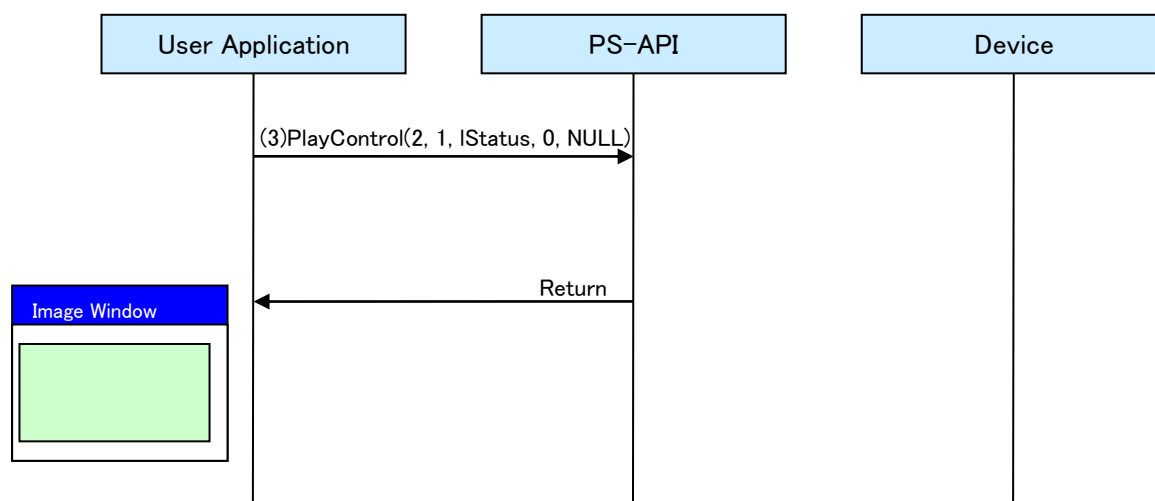 User Application
PS-API
Device
(3)PlayControl(2, 1, lStatus, 0, NULL)
Return
Image Window